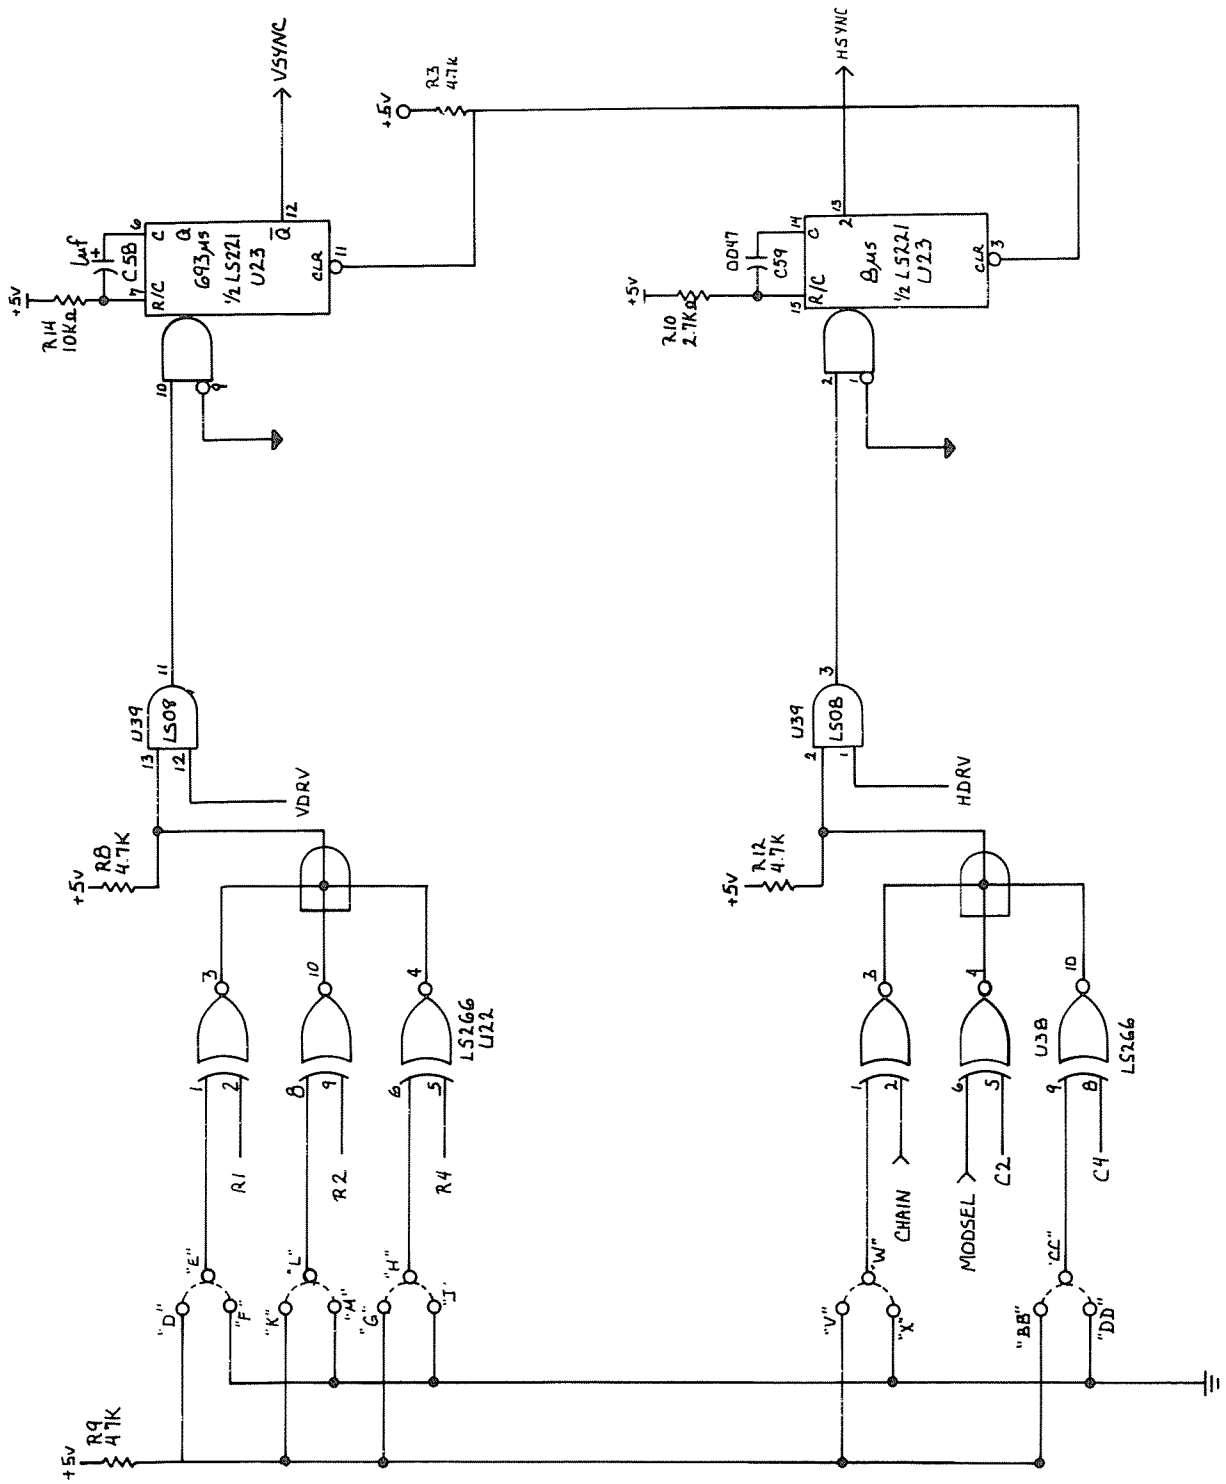 +5V
R9
4.7K
"D"
"E"
"F"
"K"
"L"
"M"
"G"
"H"
"J"
1
2
3
R1
8
9
10
R2
6
5
4
R4
LS266
U22
+5V
R8
4.7K
13
12
11
U39
LS08
VDRV
10
9
+5V
R14
10KΩ
1uf
+
C58
7
6
R/C
C
Q
693µs
½ LS221
U23
Q
12
CLR
11
VSYNC
+5V
R3
4.7K
"V"
"W"
"X"
"BB"
"CC"
"DD"
1
2
3
CHAIN
6
5
4
MODSEL
C2
9
8
10
C4
U38
LS266
+5V
R12
4.7K
2
1
3
U39
LS08
HDRV
2
1
+5V
R10
2.7KΩ
0047
C59
15
14
R/C
C
8µs
½ LS221
U23
2
13
CLR
3
HSYNC